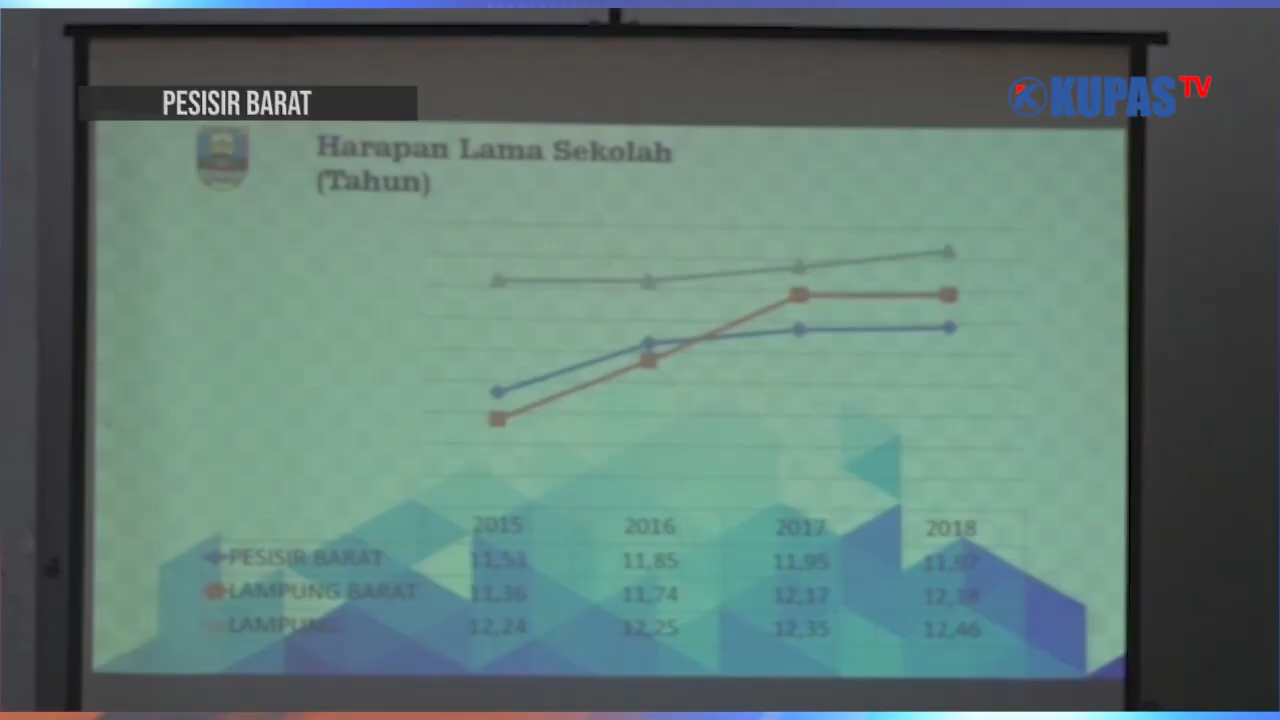 PESISIR BARAT
KUPAS TV
Harapan Lama Sekolah
(Tahun)
2015 2016 2017 2018
PESISIR BARAT 11,53 11,85 11,95 11,97
LAMPUNG BARAT 11,36 11,74 12,17 12,18
LAMPUNG 12,24 12,25 12,35 12,46